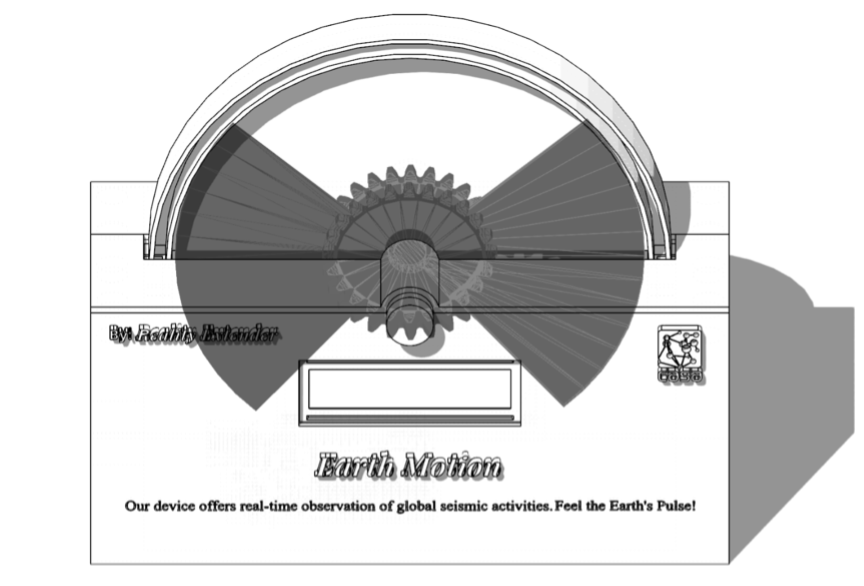 By: Reality Extender
Earth Motion
Our device offers real-time observation of global seismic activities. Feel the Earth's Pulse!